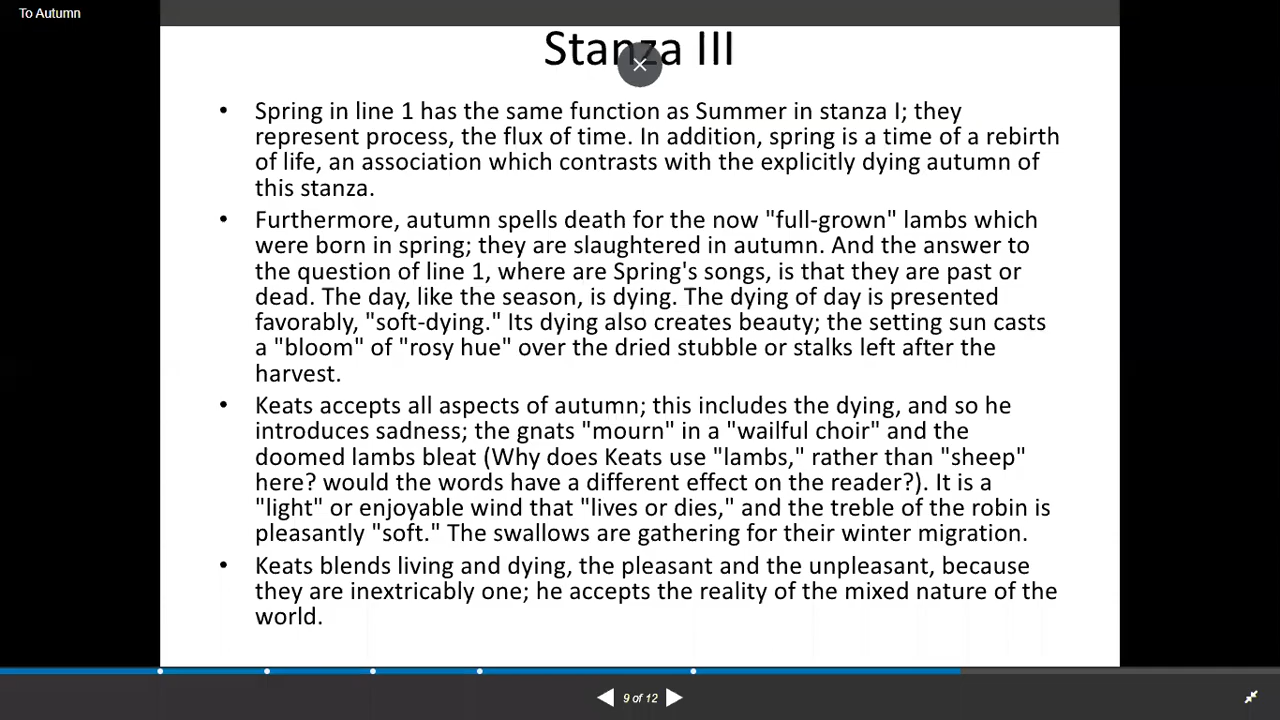 To Autumn
Stanza III
• Spring in line 1 has the same function as Summer in stanza I; they
represent process, the flux of time. In addition, spring is a time of a rebirth
of life, an association which contrasts with the explicitly dying autumn of
this stanza.
• Furthermore, autumn spells death for the now "full-grown" lambs which
were born in spring; they are slaughtered in autumn. And the answer to
the question of line 1, where are Spring's songs, is that they are past or
dead. The day, like the season, is dying. The dying of day is presented
favorably, "soft-dying." Its dying also creates beauty; the setting sun casts
a "bloom" of "rosy hue" over the dried stubble or stalks left after the
harvest.
• Keats accepts all aspects of autumn; this includes the dying, and so he
introduces sadness; the gnats "mourn" in a "wailful choir" and the
doomed lambs bleat (Why does Keats use "lambs," rather than "sheep"
here? would the words have a different effect on the reader?). It is a
"light" or enjoyable wind that "lives or dies," and the treble of the robin is
pleasantly "soft." The swallows are gathering for their winter migration.
• Keats blends living and dying, the pleasant and the unpleasant, because
they are inextricably one; he accepts the reality of the mixed nature of the
world.
9 of 12